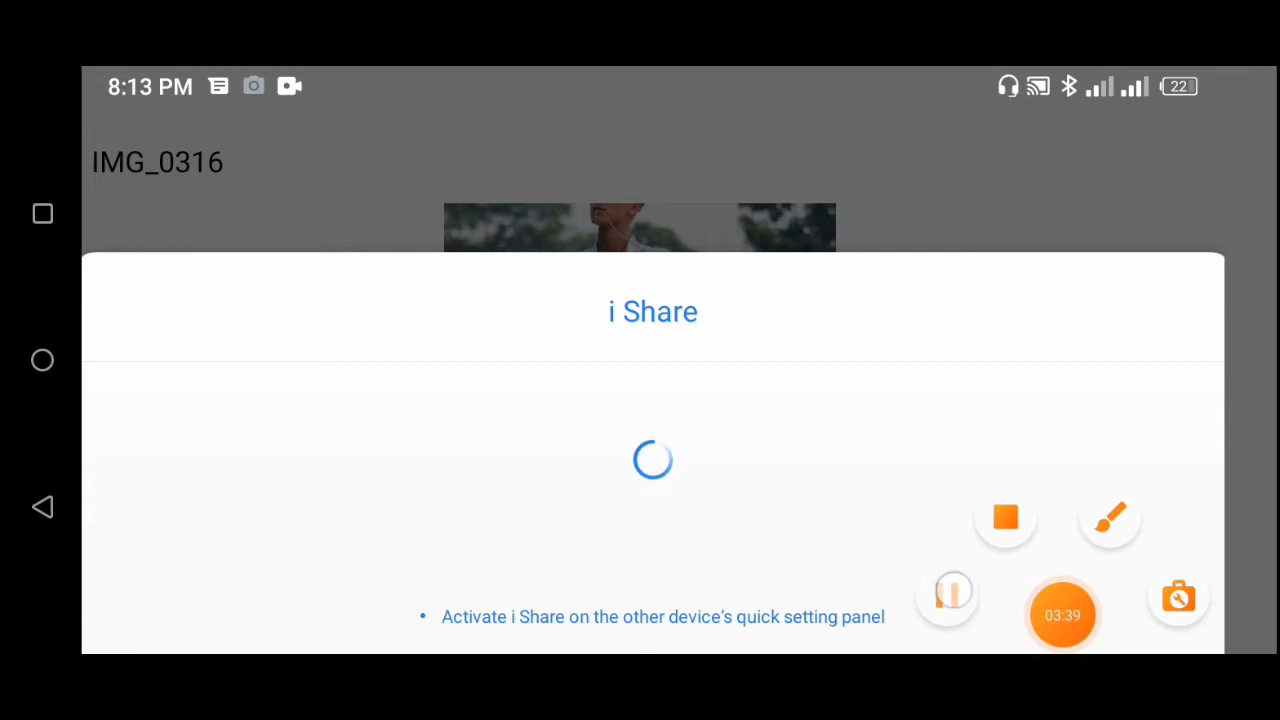 8:13 PM
22
IMG_0316
i Share
03:39
• Activate i Share on the other device's quick setting panel